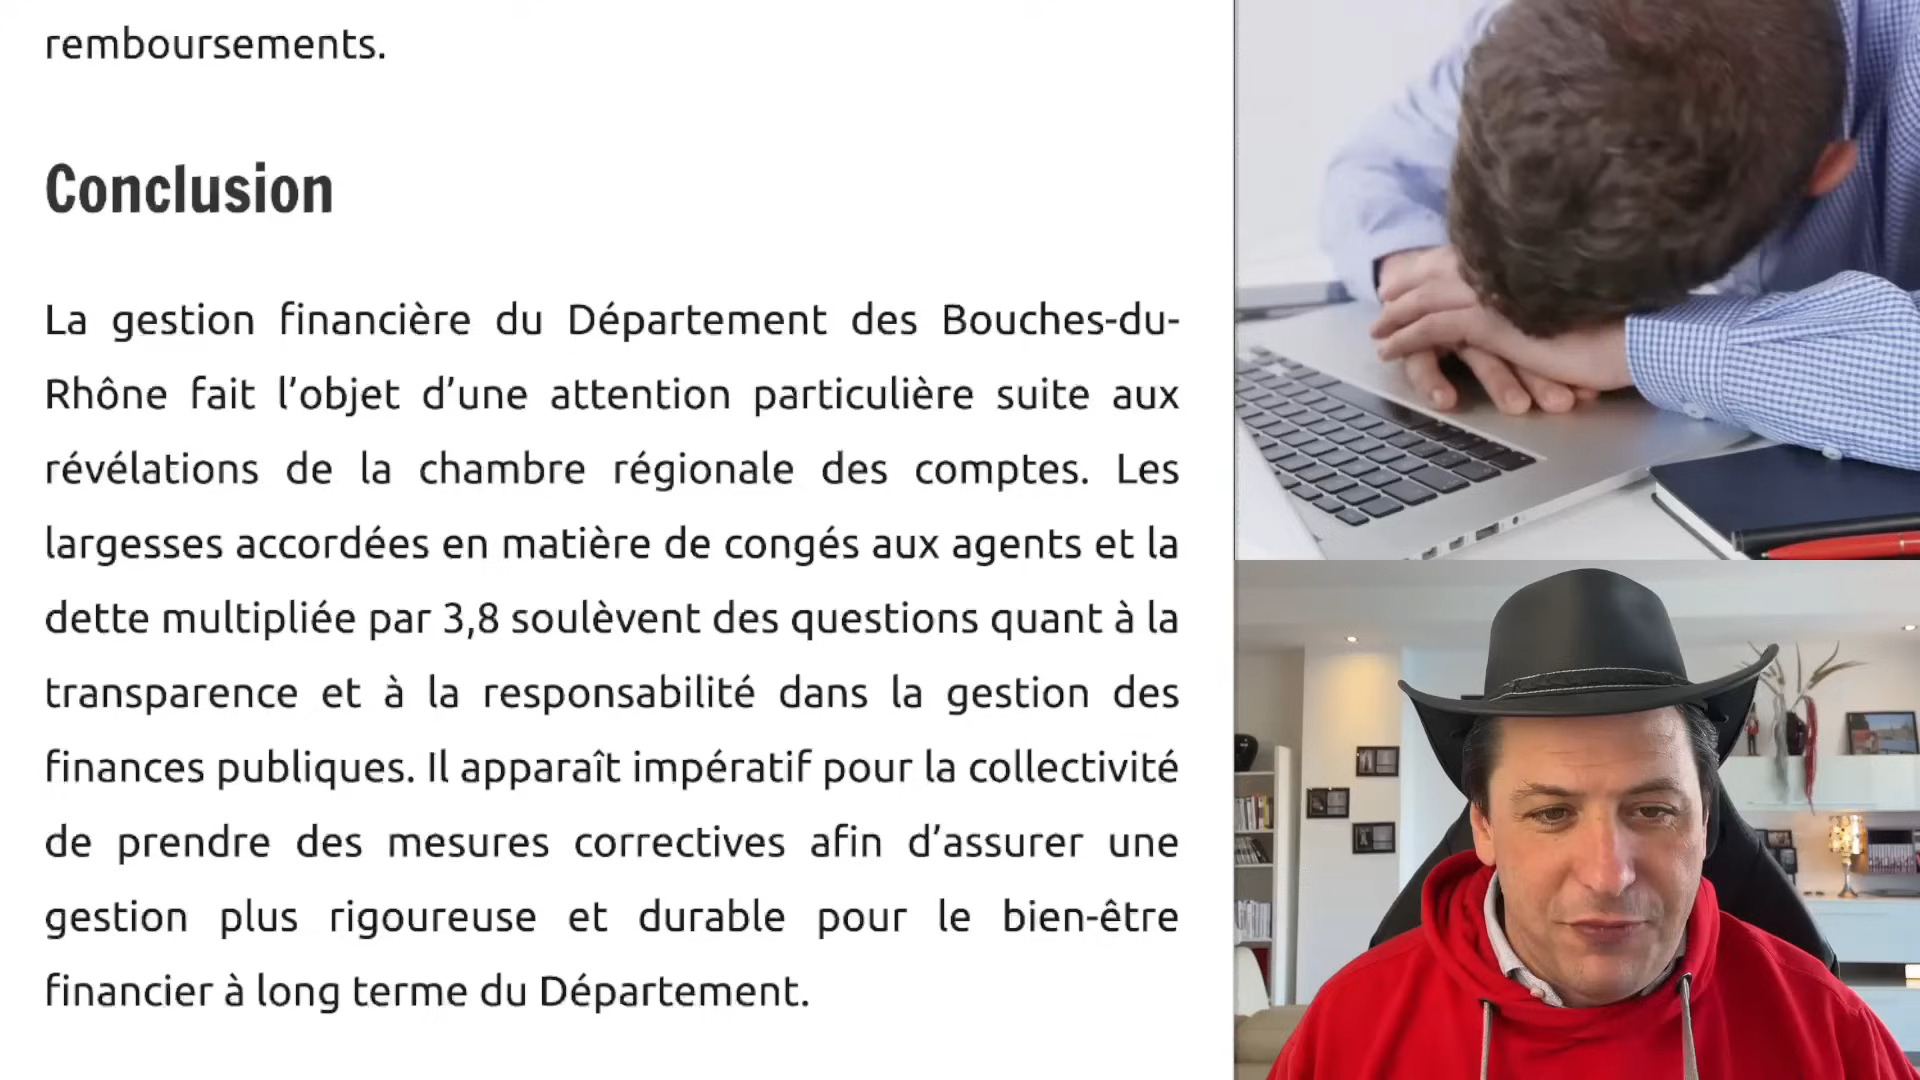 remboursements.
Conclusion
La gestion financière du Département des Bouches-du-
Rhône fait l’objet d’une attention particulière suite aux
révélations de la chambre régionale des comptes. Les
largesses accordées en matière de congés aux agents et la
dette multipliée par 3,8 soulèvent des questions quant à la
transparence et à la responsabilité dans la gestion des
finances publiques. Il apparaît impératif pour la collectivité
de prendre des mesures correctives afin d’assurer une
gestion plus rigoureuse et durable pour le bien-être
financier à long terme du Département.